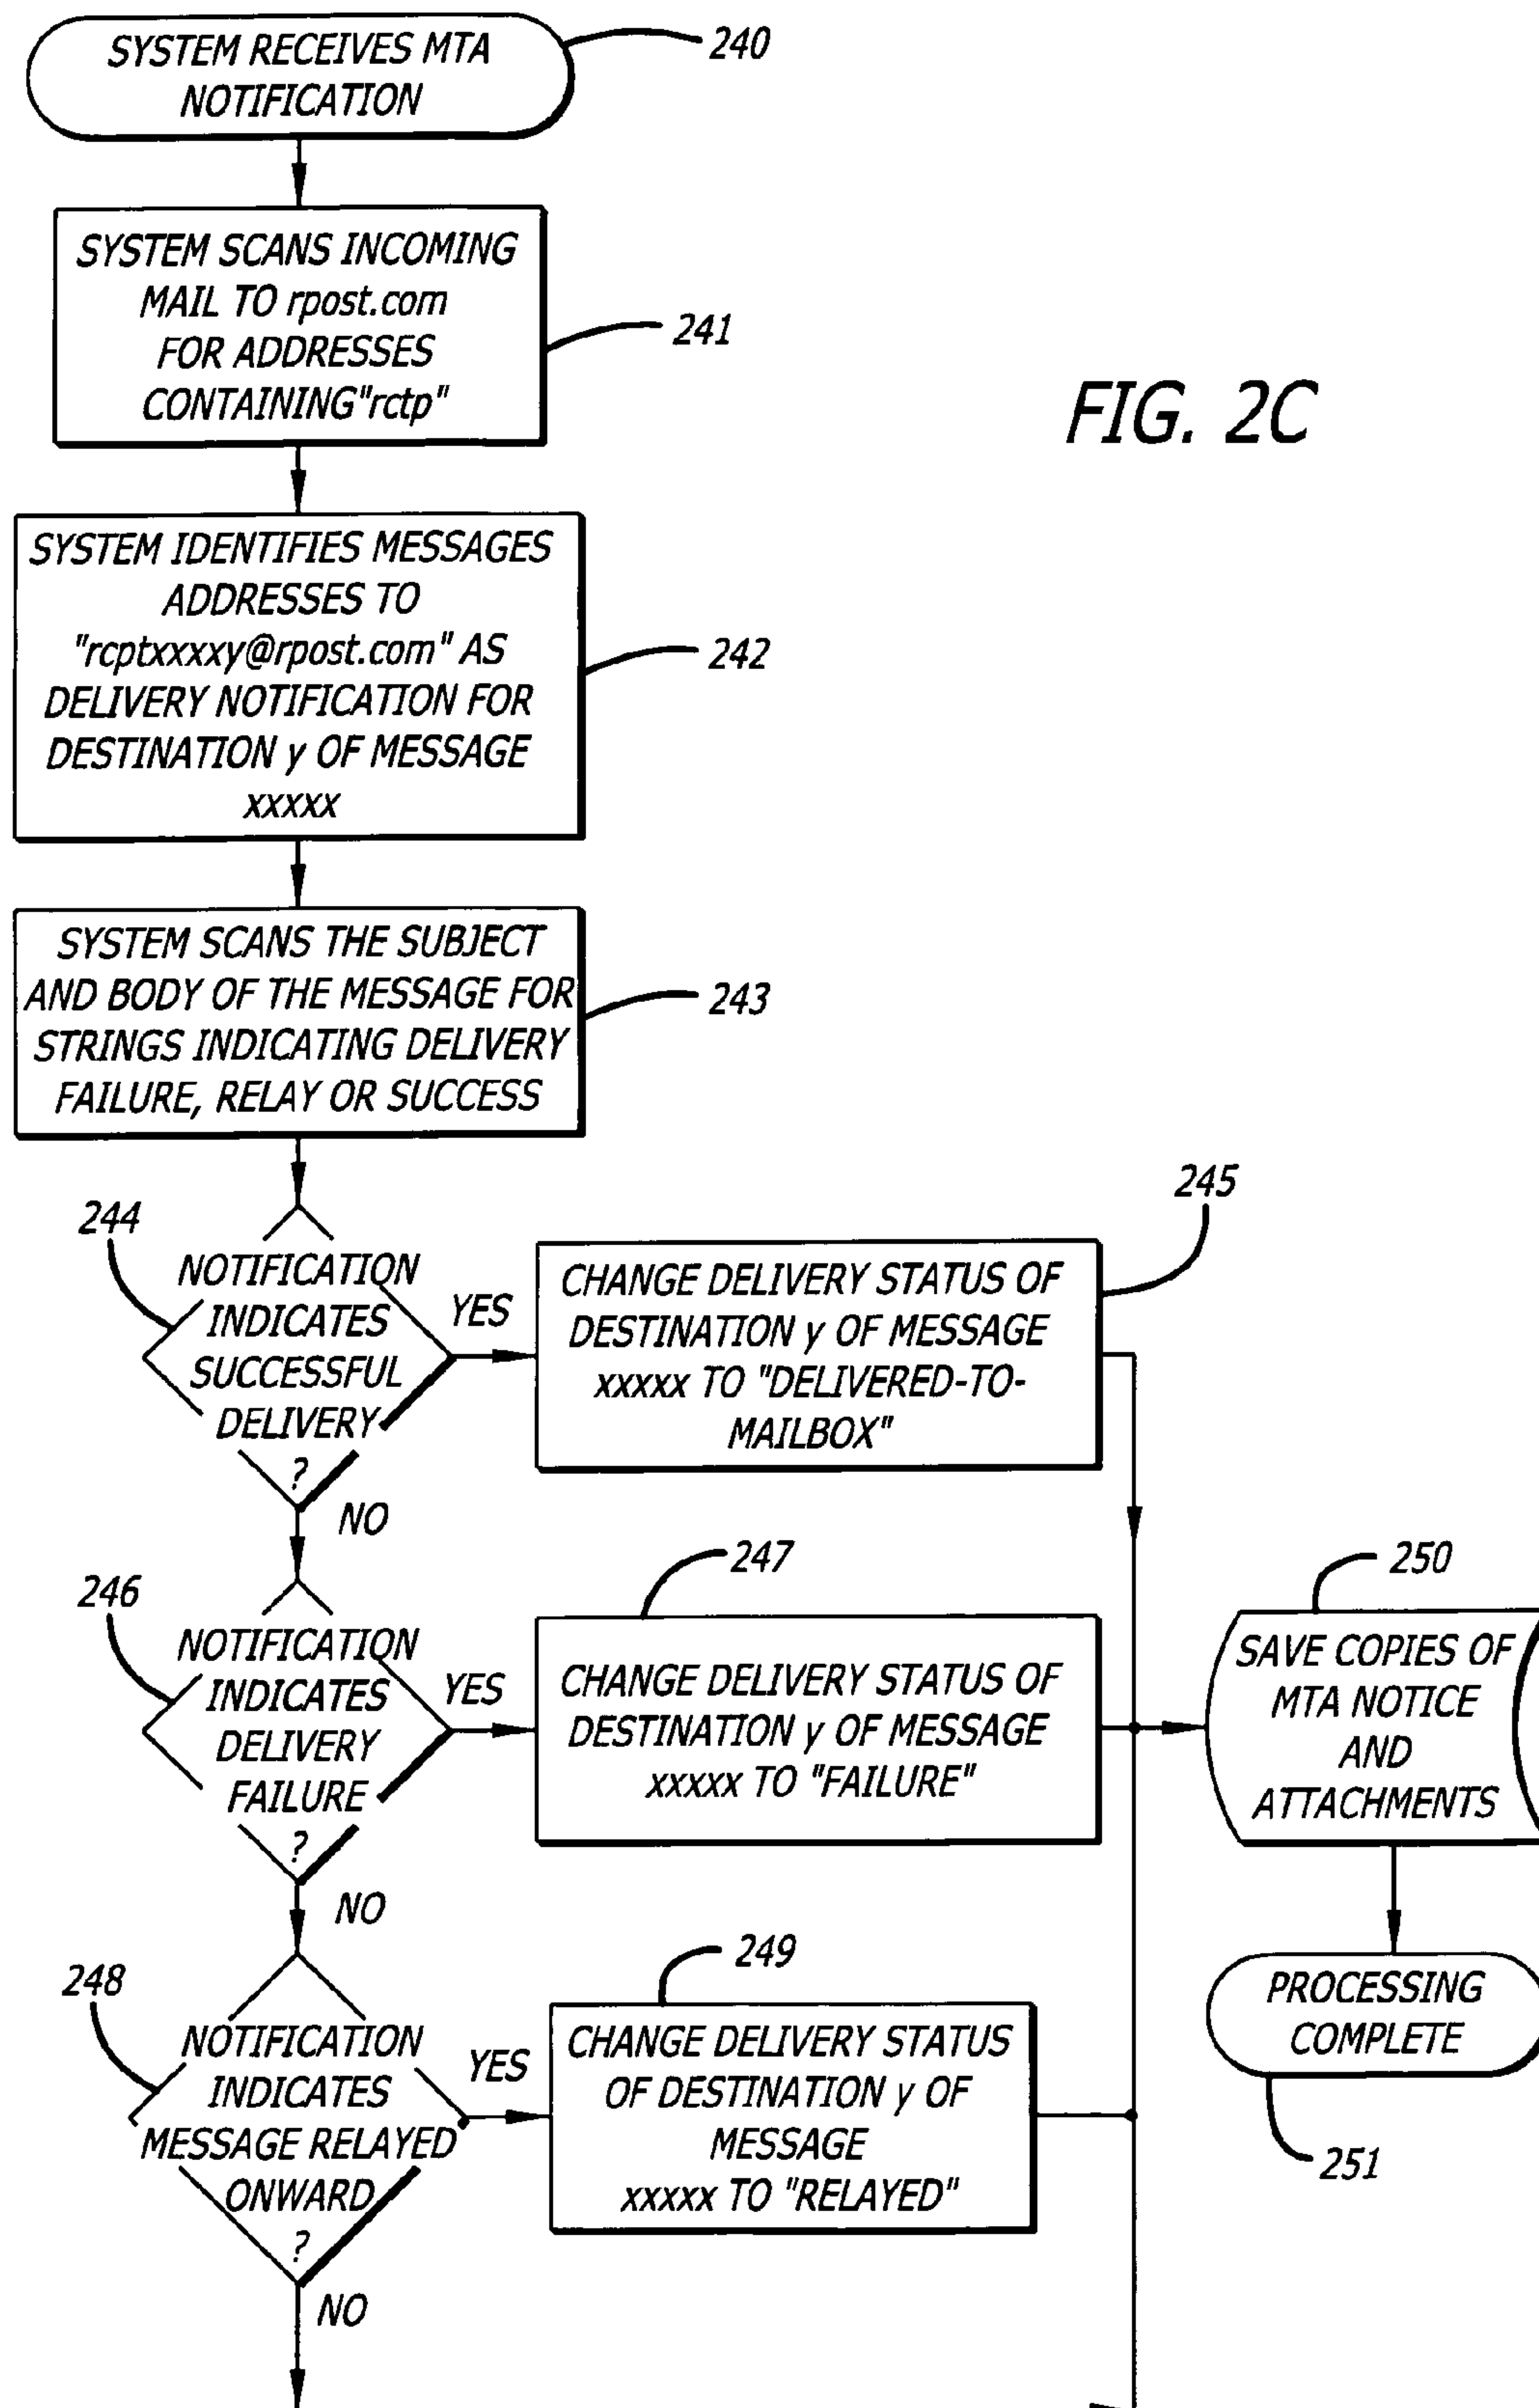 SYSTEM RECEIVES MTA
NOTIFICATION
240
SYSTEM SCANS INCOMING
MAIL TO rpost.com
FOR ADDRESSES
CONTAINING"rctp"
241
FIG. 2C
SYSTEM IDENTIFIES MESSAGES
ADDRESSES TO
"rcptxxxxy@rpost.com" AS
DELIVERY NOTIFICATION FOR
DESTINATION y OF MESSAGE
xxxxx
242
SYSTEM SCANS THE SUBJECT
AND BODY OF THE MESSAGE FOR
STRINGS INDICATING DELIVERY
FAILURE, RELAY OR SUCCESS
243
244
NOTIFICATION
INDICATES
SUCCESSFUL
DELIVERY
?
YES
NO
245
CHANGE DELIVERY STATUS OF
DESTINATION y OF MESSAGE
xxxxx TO "DELIVERED-TO-
MAILBOX"
246
NOTIFICATION
INDICATES
DELIVERY
FAILURE
?
YES
NO
247
CHANGE DELIVERY STATUS OF
DESTINATION y OF MESSAGE
xxxxx TO "FAILURE"
250
SAVE COPIES OF
MTA NOTICE
AND
ATTACHMENTS
248
NOTIFICATION
INDICATES
MESSAGE RELAYED
ONWARD
?
YES
NO
249
CHANGE DELIVERY STATUS
OF DESTINATION y OF
MESSAGE
xxxxx TO "RELAYED"
PROCESSING
COMPLETE
251